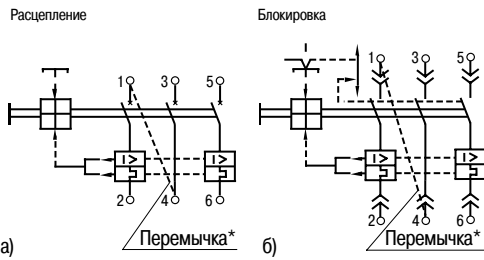 Расцепление
Блокировка
1 3 5
1 3 5
I> I>
I> I>
2 4 6
2 4 6
а) Перемычка*
б) Перемычка*